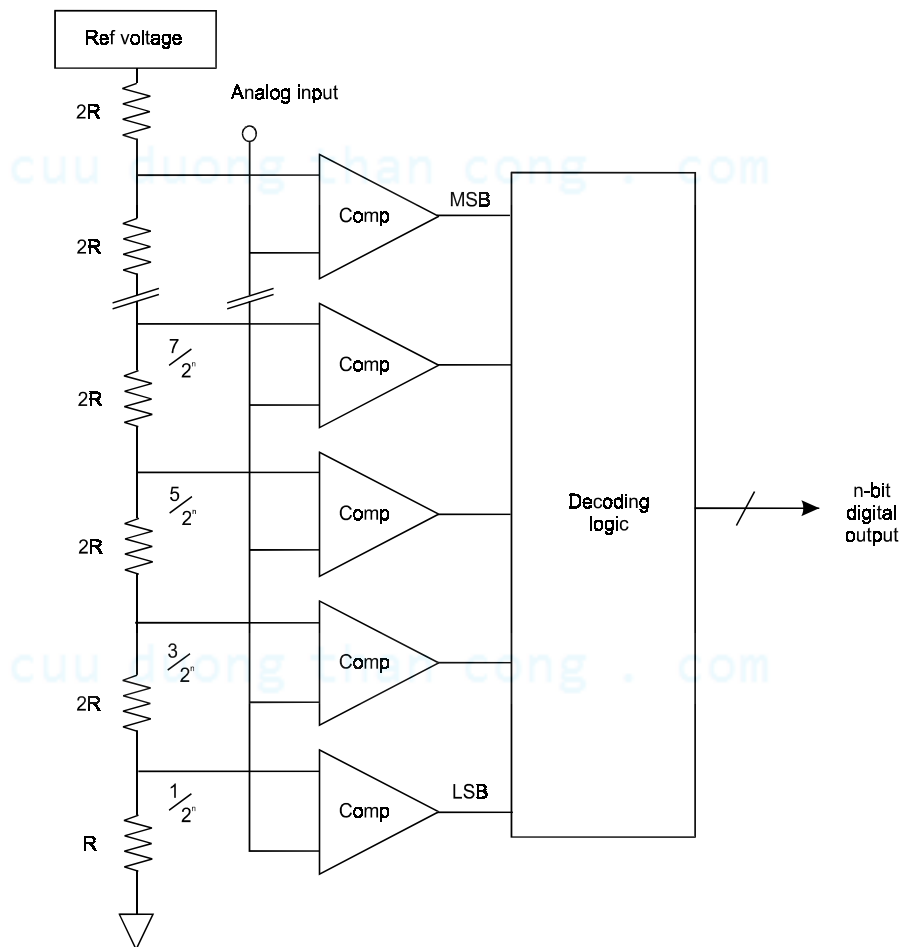 Ref voltage
2R
Analog input
cuu duong than cong . com
MSB
Comp
2R
7/2ⁿ
Comp
2R
5/2ⁿ
Comp
Decoding
logic
n-bit
digital
output
2R
3/2ⁿ
Comp
cuu duong than cong . com
2R
1/2ⁿ
LSB
Comp
R